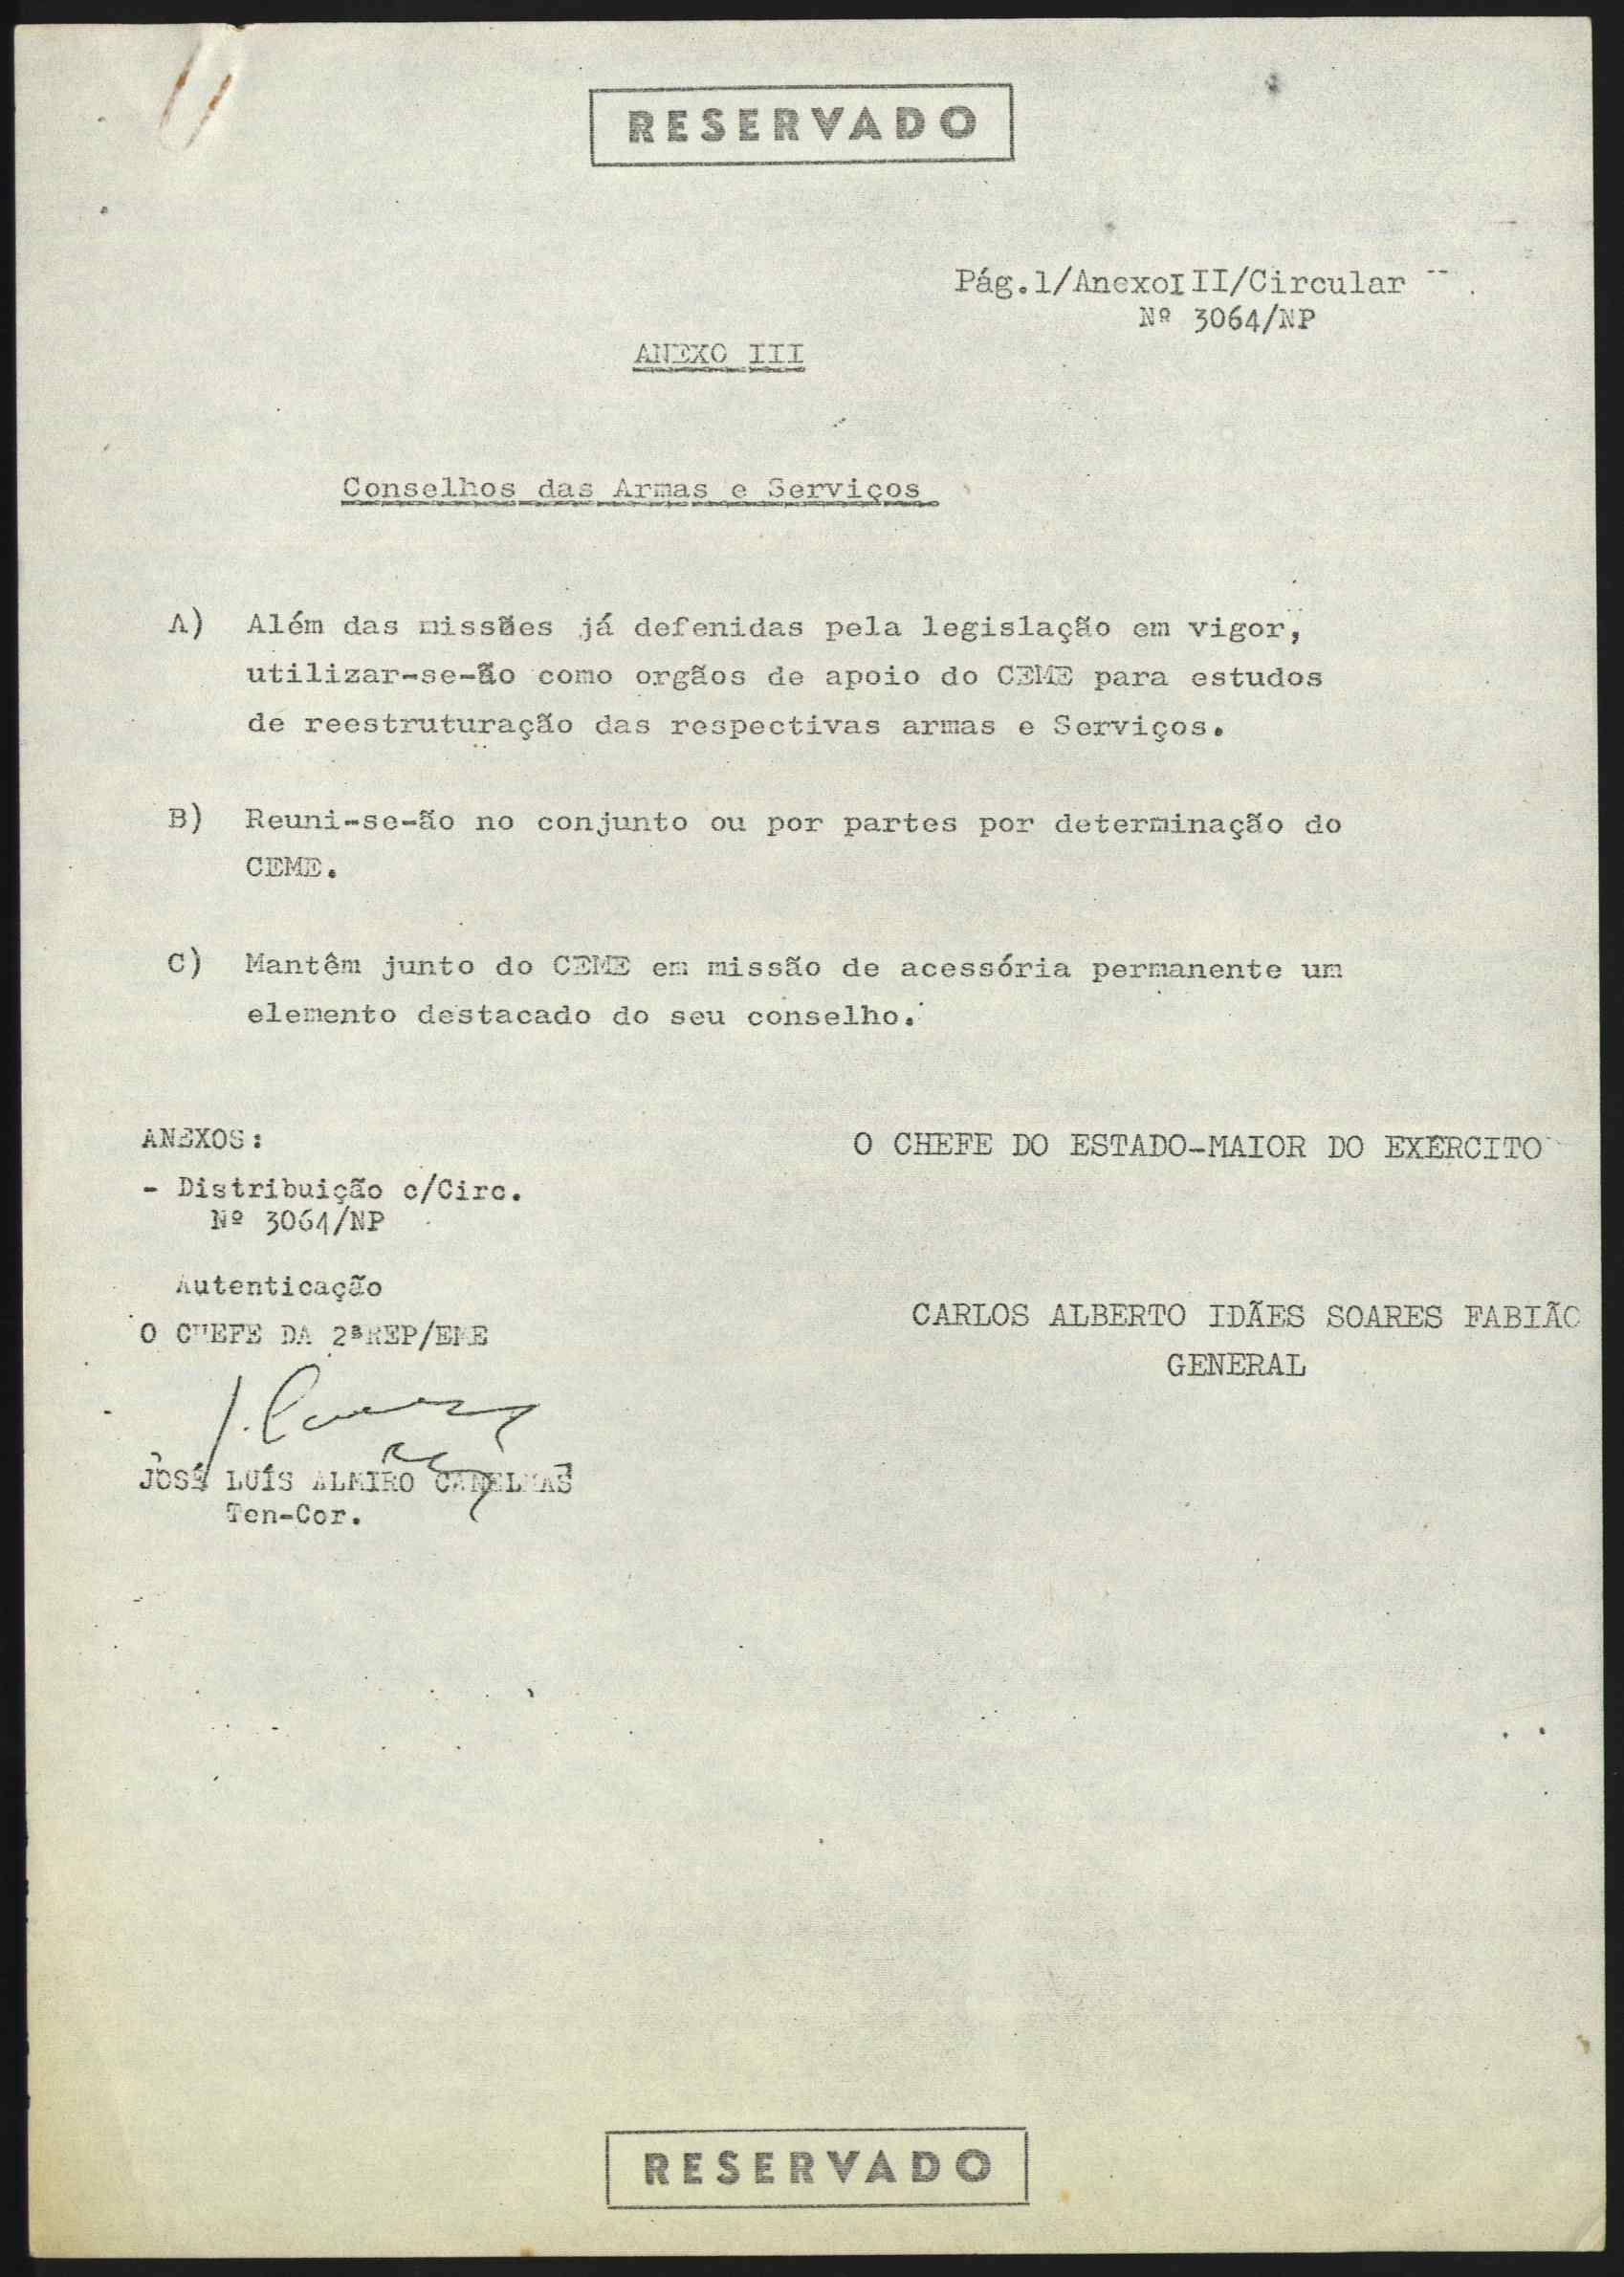 RESERVADO
Pág.1/AnexoIII/Circular
Nº 3064/NP
ANEXO III
Conselhos das Armas e Serviços
A) Além das missões já defenidas pela legislação em vigor,
utilizar-se-ão como orgãos de apoio do CEME para estudos
de reestruturação das respectivas armas e Serviços.
B) Reuni-se-ão no conjunto ou por partes por determinação do
CEME.
C) Mantêm junto do CEME em missão de acessória permanente um
elemento destacado do seu conselho.
ANEXOS:
- Distribuição c/Circ.
Nº 3064/NP
Autenticação
O CHEFE DA 2ªREP/EME
JOSÉ LUÍS ALMIRO CANELHAS
Ten-Cor.
O CHEFE DO ESTADO-MAIOR DO EXERCITO
CARLOS ALBERTO IDÃES SOARES FABIÃO
GENERAL
RESERVADO